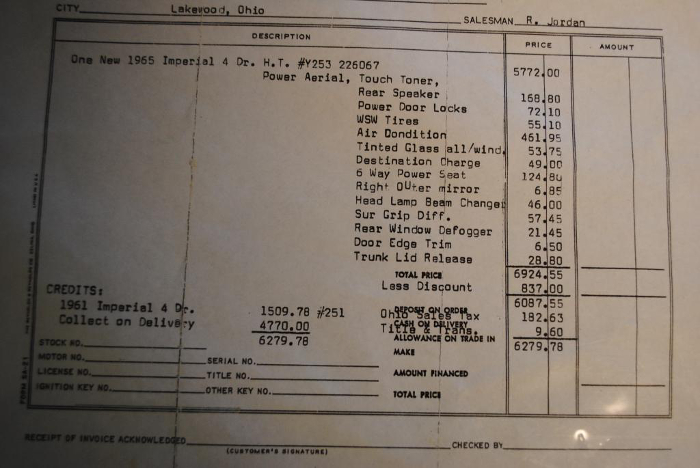 CITY Lakewood, Ohio SALESMAN R. Jordan
DESCRIPTION PRICE AMOUNT
One New 1965 Imperial 4 Dr. H.T. #Y253 226067
Power Aerial, Touch Toner, 5772.00
Rear Speaker 168.80
Power Door Locks 72.10
WSW Tires 55.10
Air Dondition 461.95
Tinted Glass all/wind. 53.75
Destination Charge 49.00
6 Way Power Seat 124.80
Right OUter mirror 6.85
Head Lamp Beam Changer 46.00
Sur Grip Diff. 57.45
Rear Window Defogger 21.45
Door Edge Trim 6.50
Trunk Lid Release 28.80
TOTAL PRICE 6924.55
CREDITS: Less Discount 837.00
6087.55
1961 Imperial 4 Dr. 1509.78 #251 DEPOSIT ON ORDER Ohio Sales Tax 182.63
Collect on Delivery 4770.00 CASH ON DELIVERY Title & Trans. 9.60
STOCK NO. 6279.78 ALLOWANCE ON TRADE IN 6279.78
MAKE
MOTOR NO. SERIAL NO.
LICENSE NO. TITLE NO. AMOUNT FINANCED
IGNITION KEY NO. OTHER KEY NO. TOTAL PRICE
RECEIPT OF INVOICE ACKNOWLEDGED CHECKED BY
(CUSTOMER'S SIGNATURE)